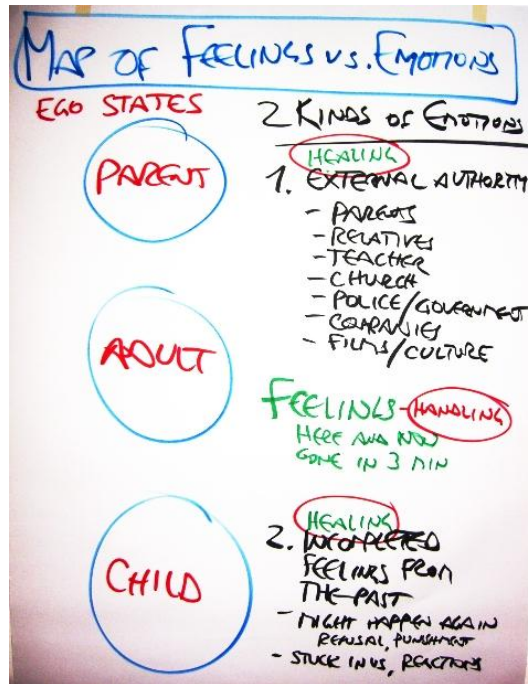 MAP OF FEELINGS VS. EMOTIONS
EGO STATES
PARENT
ADULT
CHILD
2 KINDS OF EMOTIONS
HEALING
1. EXTERNAL AUTHORITY
- PARENTS
- RELATIVES
- TEACHER
- CHURCH
- POLICE/GOVERNMENT
- COMPANIES
- FILMS/CULTURE
FEELINGS - HANDLING
HERE AND NOW
GONE IN 3 MIN
HEALING
2. INCOMPLETED
FEELINGS FROM
THE PAST
- MIGHT HAPPEN AGAIN
REFUSAL, PUNISHMENT
- STUCK IN US, REACTIONS